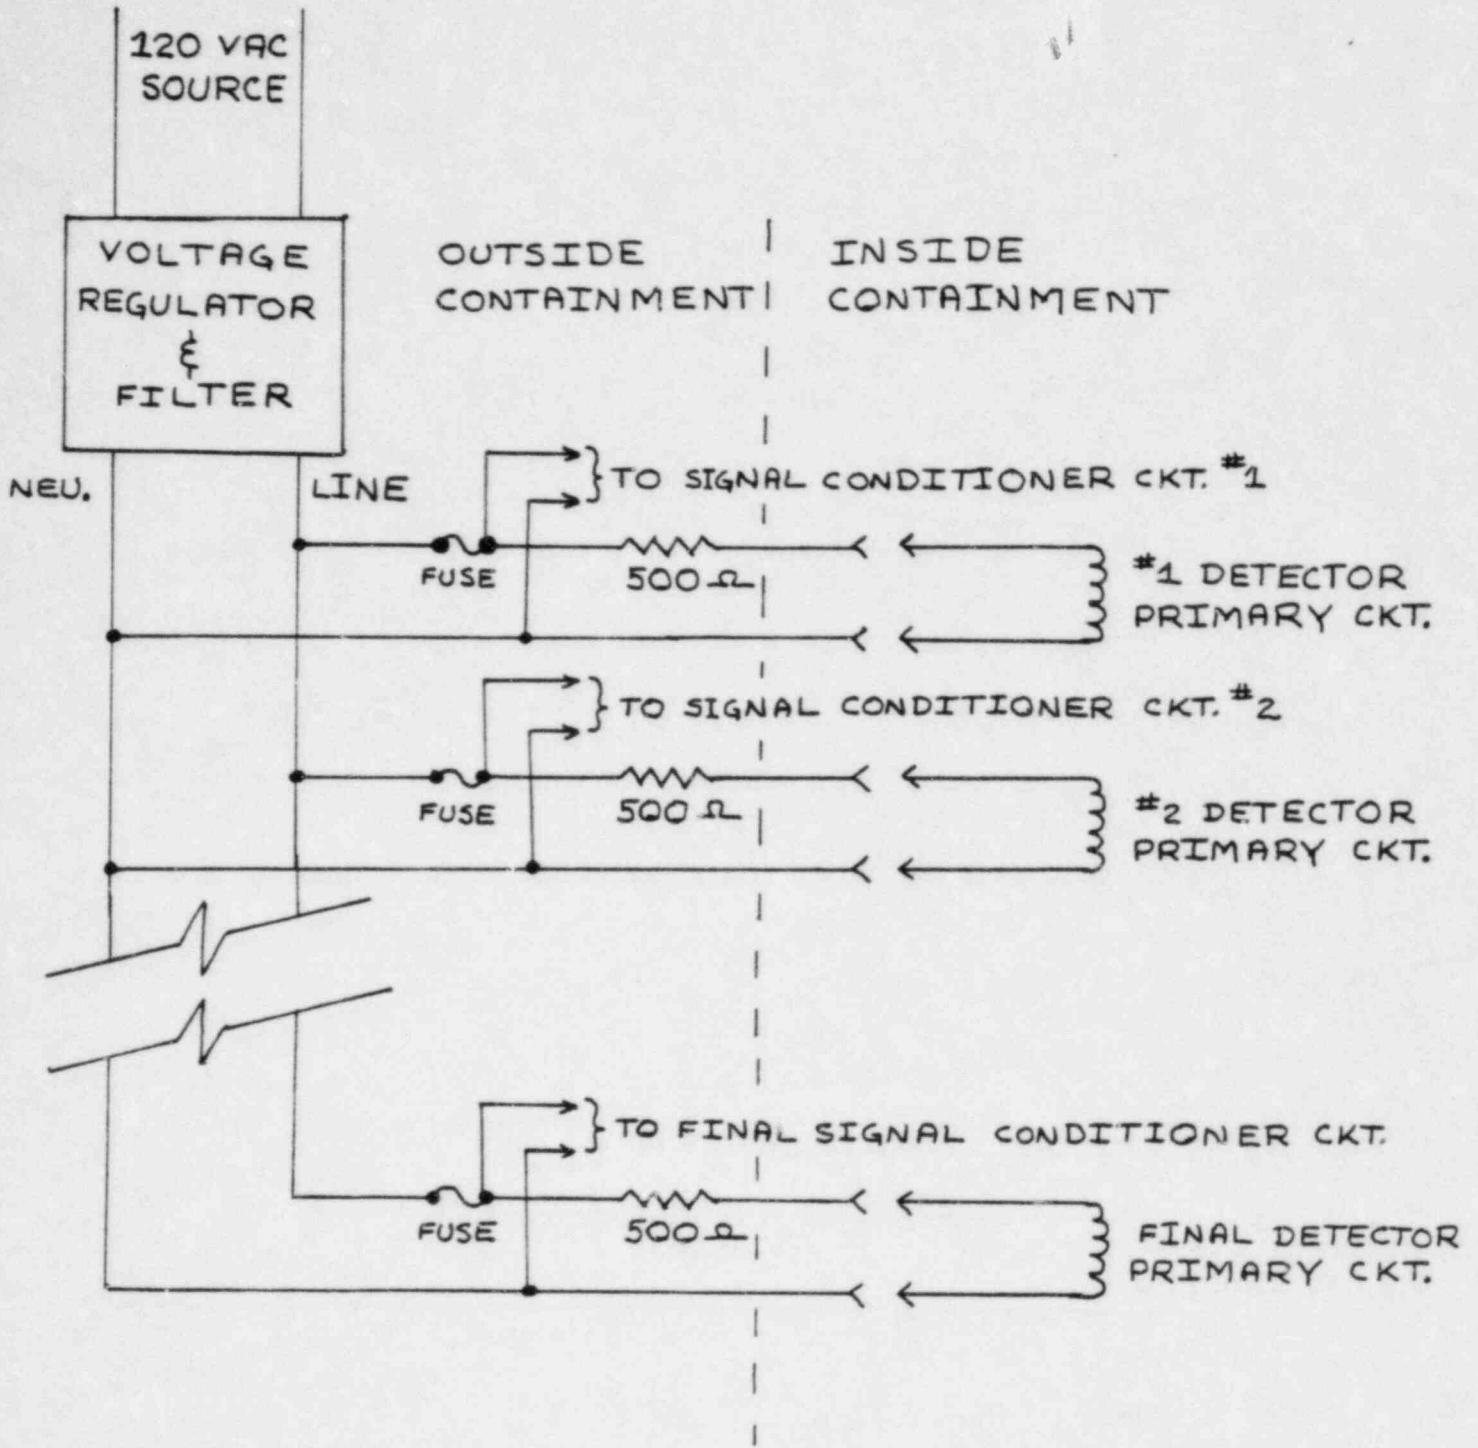 120 VAC
SOURCE
VOLTAGE
REGULATOR
&
FILTER
OUTSIDE
CONTAINMENT
INSIDE
CONTAINMENT
NEU.
LINE
TO SIGNAL CONDITIONER CKT. #1
FUSE
500 Ω
#1 DETECTOR
PRIMARY CKT.
TO SIGNAL CONDITIONER CKT. #2
FUSE
500 Ω
#2 DETECTOR
PRIMARY CKT.
TO FINAL SIGNAL CONDITIONER CKT.
FUSE
500 Ω
FINAL DETECTOR
PRIMARY CKT.